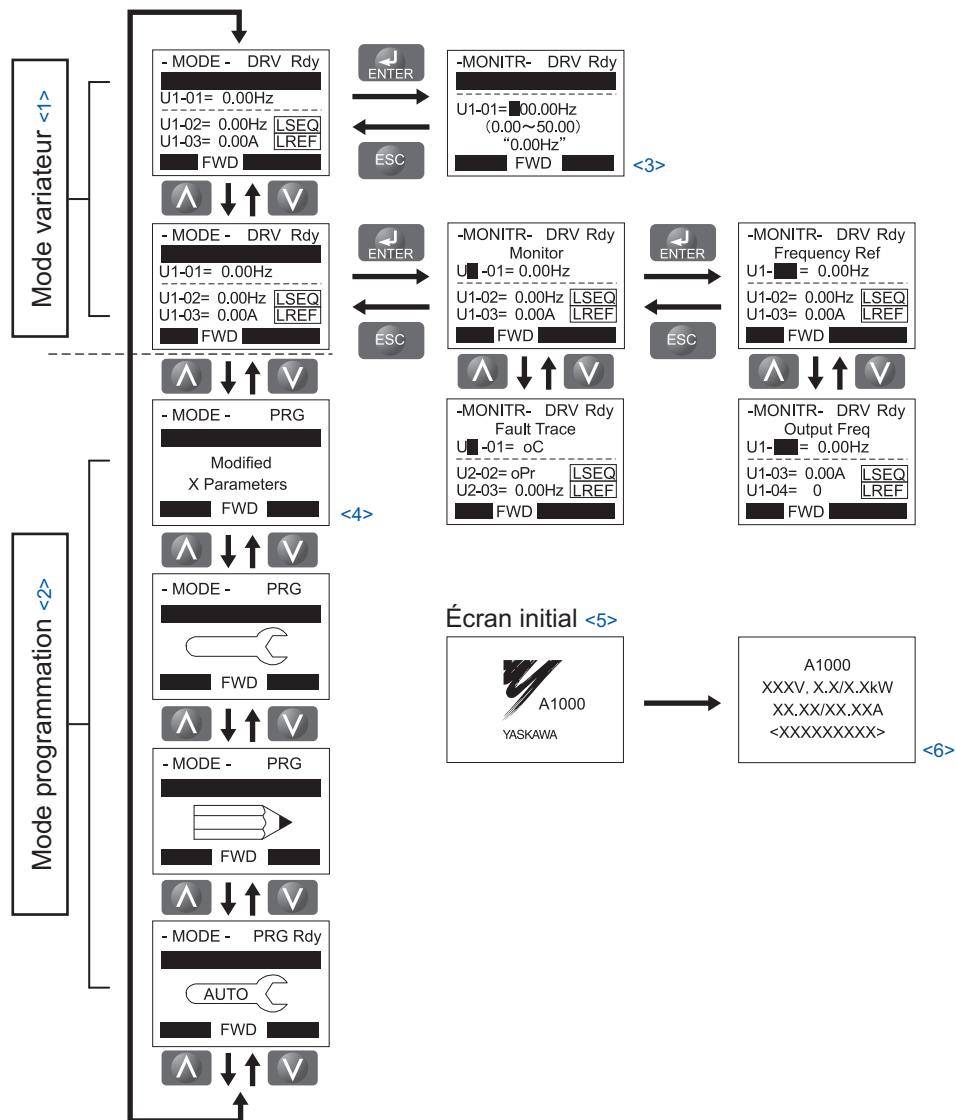 Mode variateur <1>
- MODE - DRV Rdy
U1-01= 0.00Hz
U1-02= 0.00Hz LSEQ
U1-03= 0.00A LREF
FWD
ENTER
ESC
-MONITR- DRV Rdy
U1-01= 00.00Hz
(0.00～50.00)
“0.00Hz”
FWD
<3>
- MODE - DRV Rdy
U1-01= 0.00Hz
U1-02= 0.00Hz LSEQ
U1-03= 0.00A LREF
FWD
ENTER
ESC
-MONITR- DRV Rdy
Monitor
U -01= 0.00Hz
U1-02= 0.00Hz LSEQ
U1-03= 0.00A LREF
FWD
ENTER
ESC
-MONITR- DRV Rdy
Frequency Ref
U1- = 0.00Hz
U1-02= 0.00Hz LSEQ
U1-03= 0.00A LREF
FWD
Mode programmation <2>
- MODE - PRG
Modified
X Parameters
FWD
<4>
-MONITR- DRV Rdy
Fault Trace
U -01= oC
U2-02= oPr LSEQ
U2-03= 0.00Hz LREF
FWD
-MONITR- DRV Rdy
Output Freq
U1- = 0.00Hz
U1-03= 0.00A LSEQ
U1-04= 0 LREF
FWD
- MODE - PRG
FWD
- MODE - PRG
FWD
- MODE - PRG Rdy
AUTO
FWD
Écran initial <5>
A1000
YASKAWA
A1000
XXXV, X.X/X.XkW
XX.XX/XX.XXA
<XXXXXXXXX>
<6>